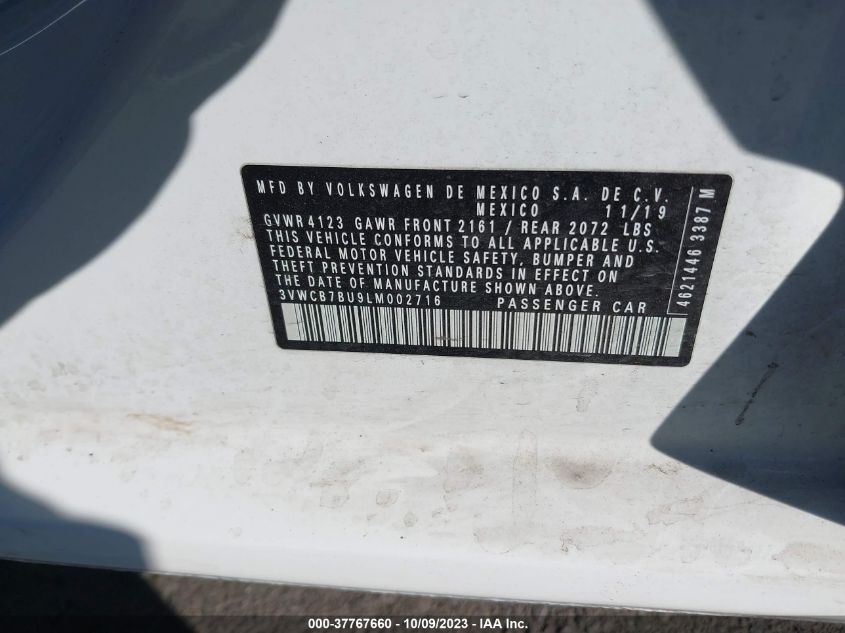 MFD BY VOLKSWAGEN DE MEXICO S.A. DE C.V.
MEXICO 11/19
GVWR 4123 GAWR FRONT 2161 / REAR 2072 LBS
THIS VEHICLE CONFORMS TO ALL APPLICABLE U.S.
FEDERAL MOTOR VEHICLE SAFETY, BUMPER AND
THEFT PREVENTION STANDARDS IN EFFECT ON
THE DATE OF MANUFACTURE SHOWN ABOVE.
3VWCB7BU9LM002716 PASSENGER CAR
4621446 3387 M
000-37767660 - 10/09/2023 - IAA Inc.